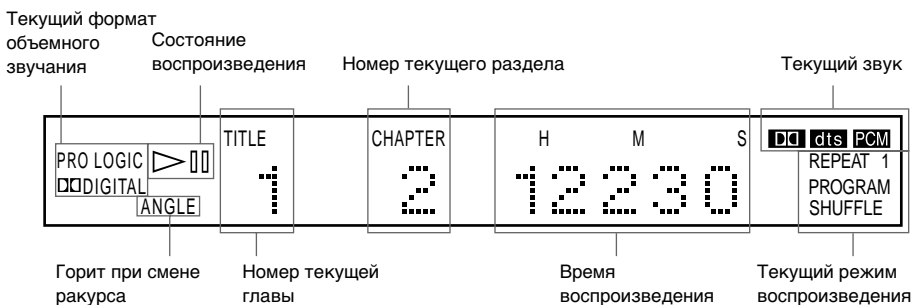 Текущий формат
объемного
звучания
Состояние
воспроизведения
Номер текущего раздела
Текущий звук
TITLE CHAPTER H M S DD dts PCM
PRO LOGIC
DD DIGITAL
ANGLE
1 2 12230
REPEAT 1
PROGRAM
SHUFFLE
Горит при смене
ракурса
Номер текущей
главы
Время
воспроизведения
Текущий режим
воспроизведения